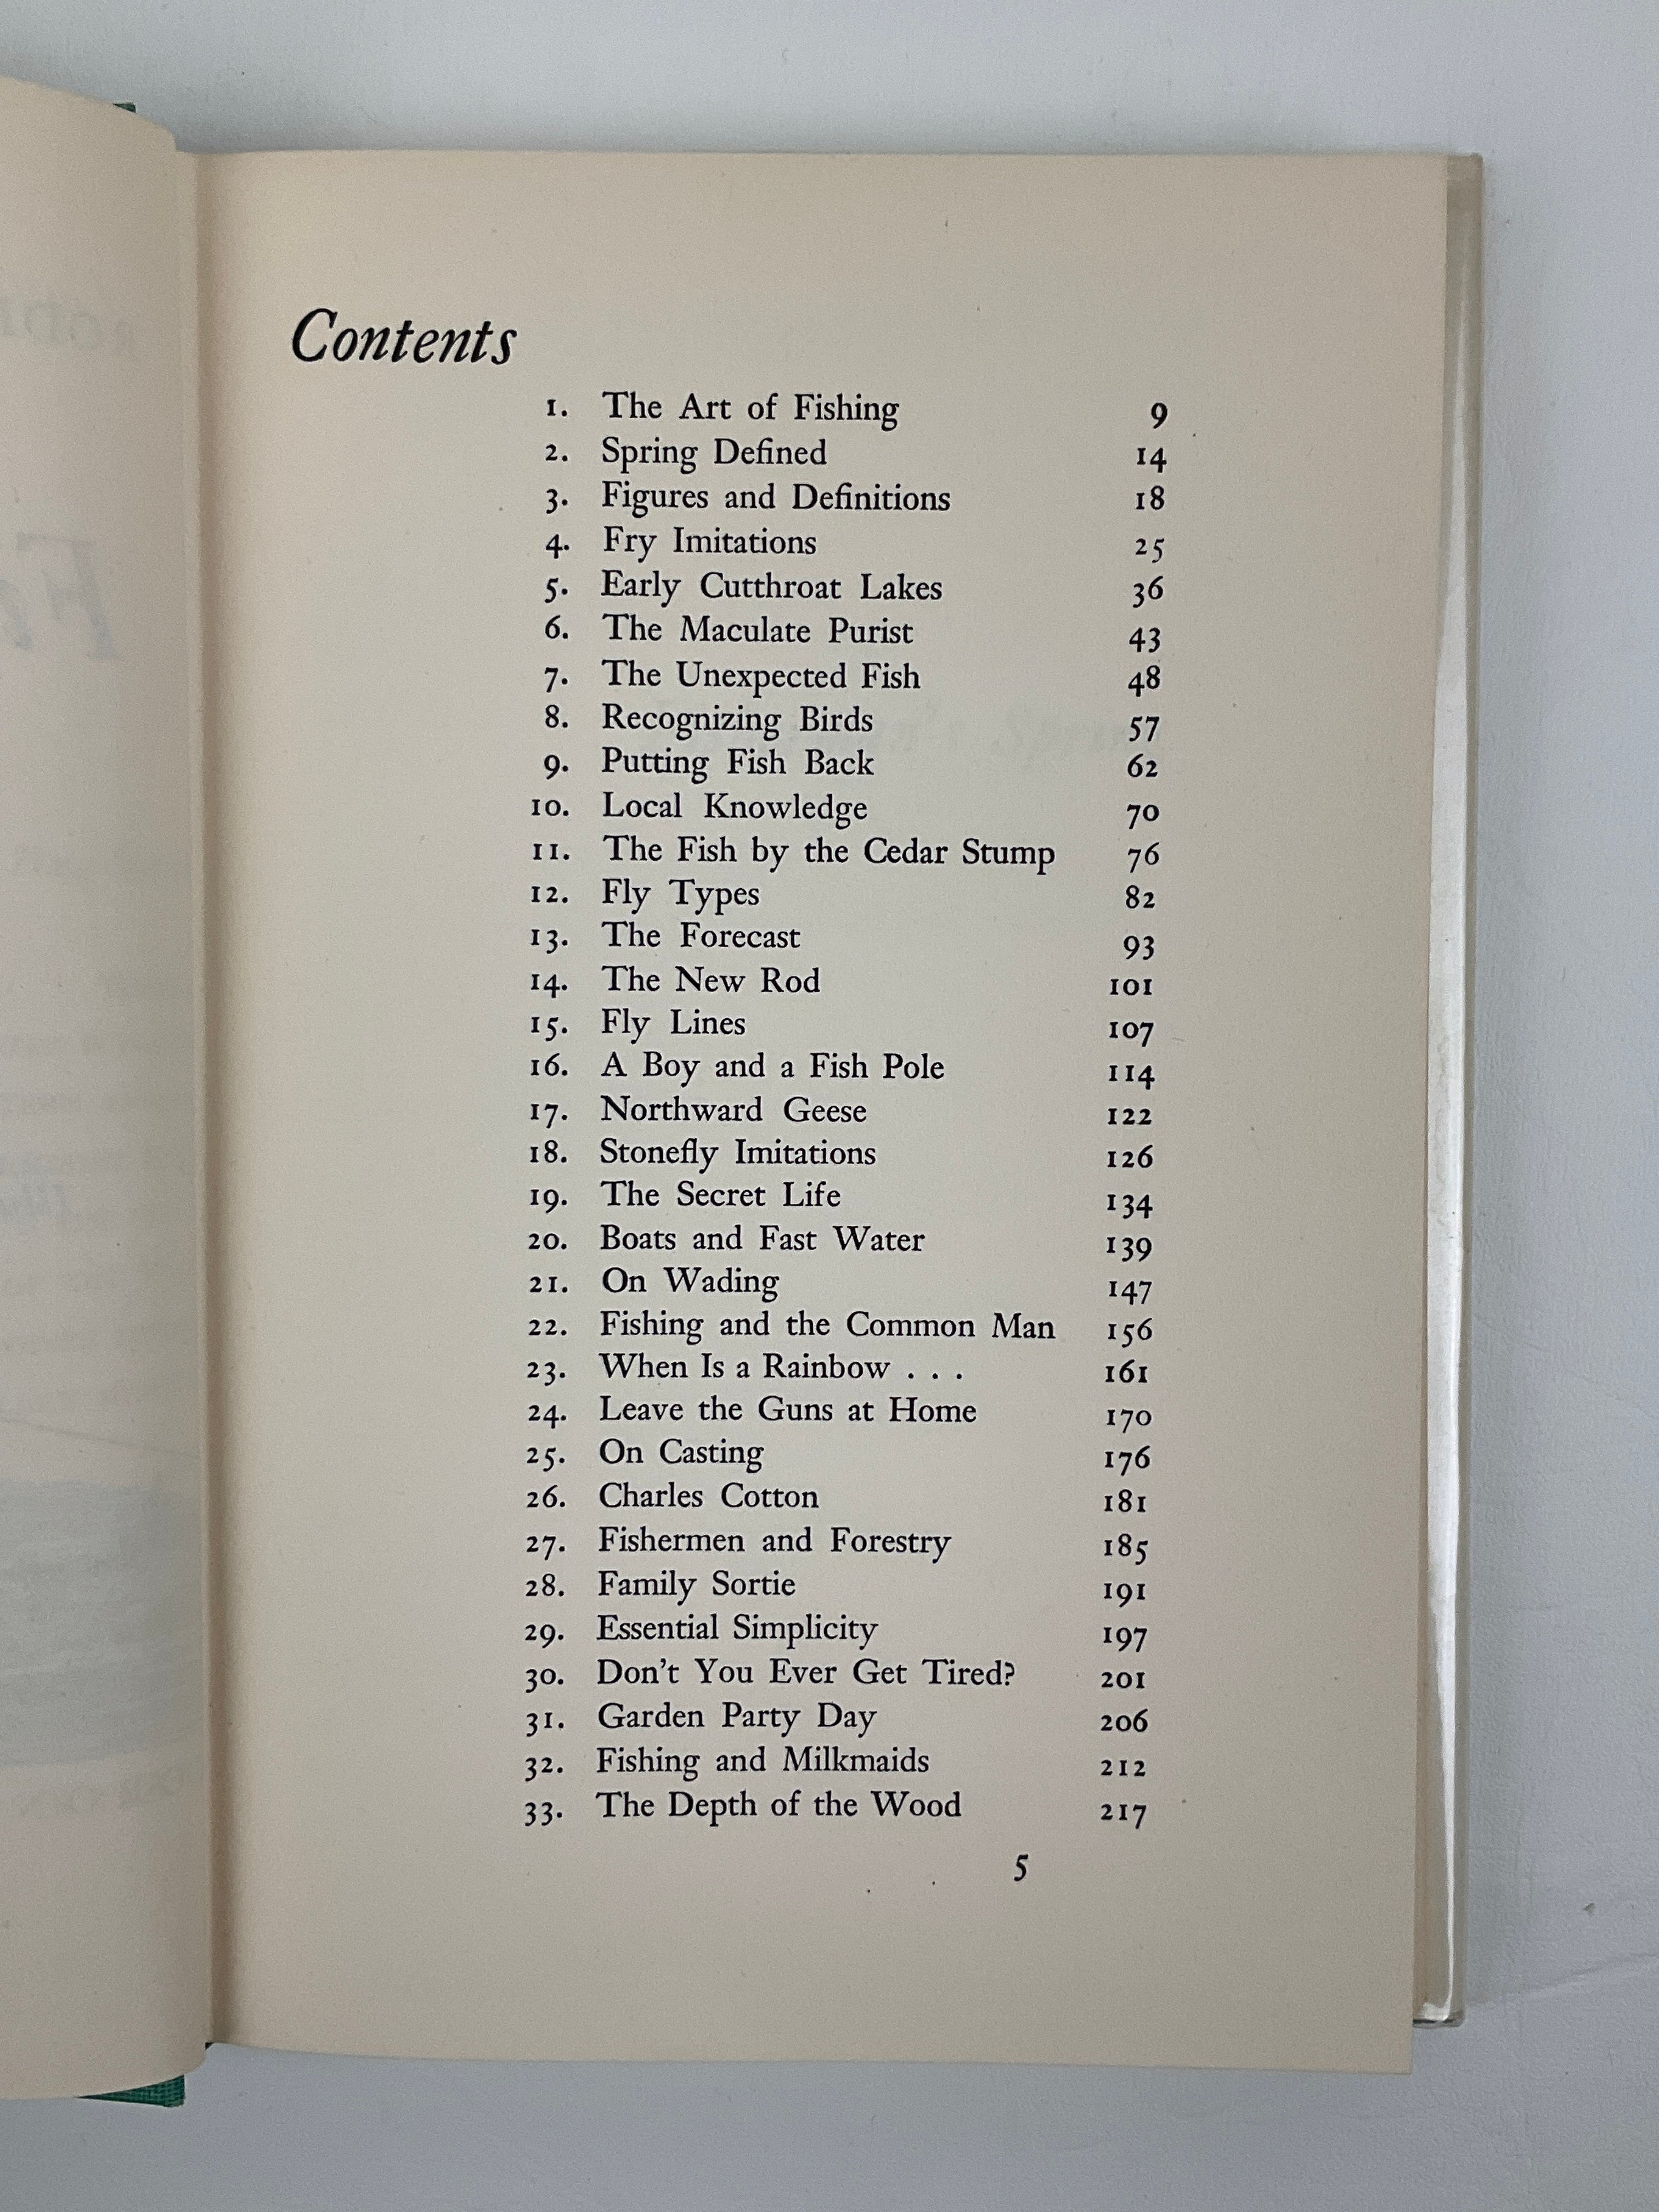 Contents
1. The Art of Fishing 9
2. Spring Defined 14
3. Figures and Definitions 18
4. Fry Imitations 25
5. Early Cutthroat Lakes 36
6. The Maculate Purist 43
7. The Unexpected Fish 48
8. Recognizing Birds 57
9. Putting Fish Back 62
10. Local Knowledge 70
11. The Fish by the Cedar Stump 76
12. Fly Types 82
13. The Forecast 93
14. The New Rod 101
15. Fly Lines 107
16. A Boy and a Fish Pole 114
17. Northward Geese 122
18. Stonefly Imitations 126
19. The Secret Life 134
20. Boats and Fast Water 139
21. On Wading 147
22. Fishing and the Common Man 156
23. When Is a Rainbow . . . 161
24. Leave the Guns at Home 170
25. On Casting 176
26. Charles Cotton 181
27. Fishermen and Forestry 185
28. Family Sortie 191
29. Essential Simplicity 197
30. Don't You Ever Get Tired? 201
31. Garden Party Day 206
32. Fishing and Milkmaids 212
33. The Depth of the Wood 217
5